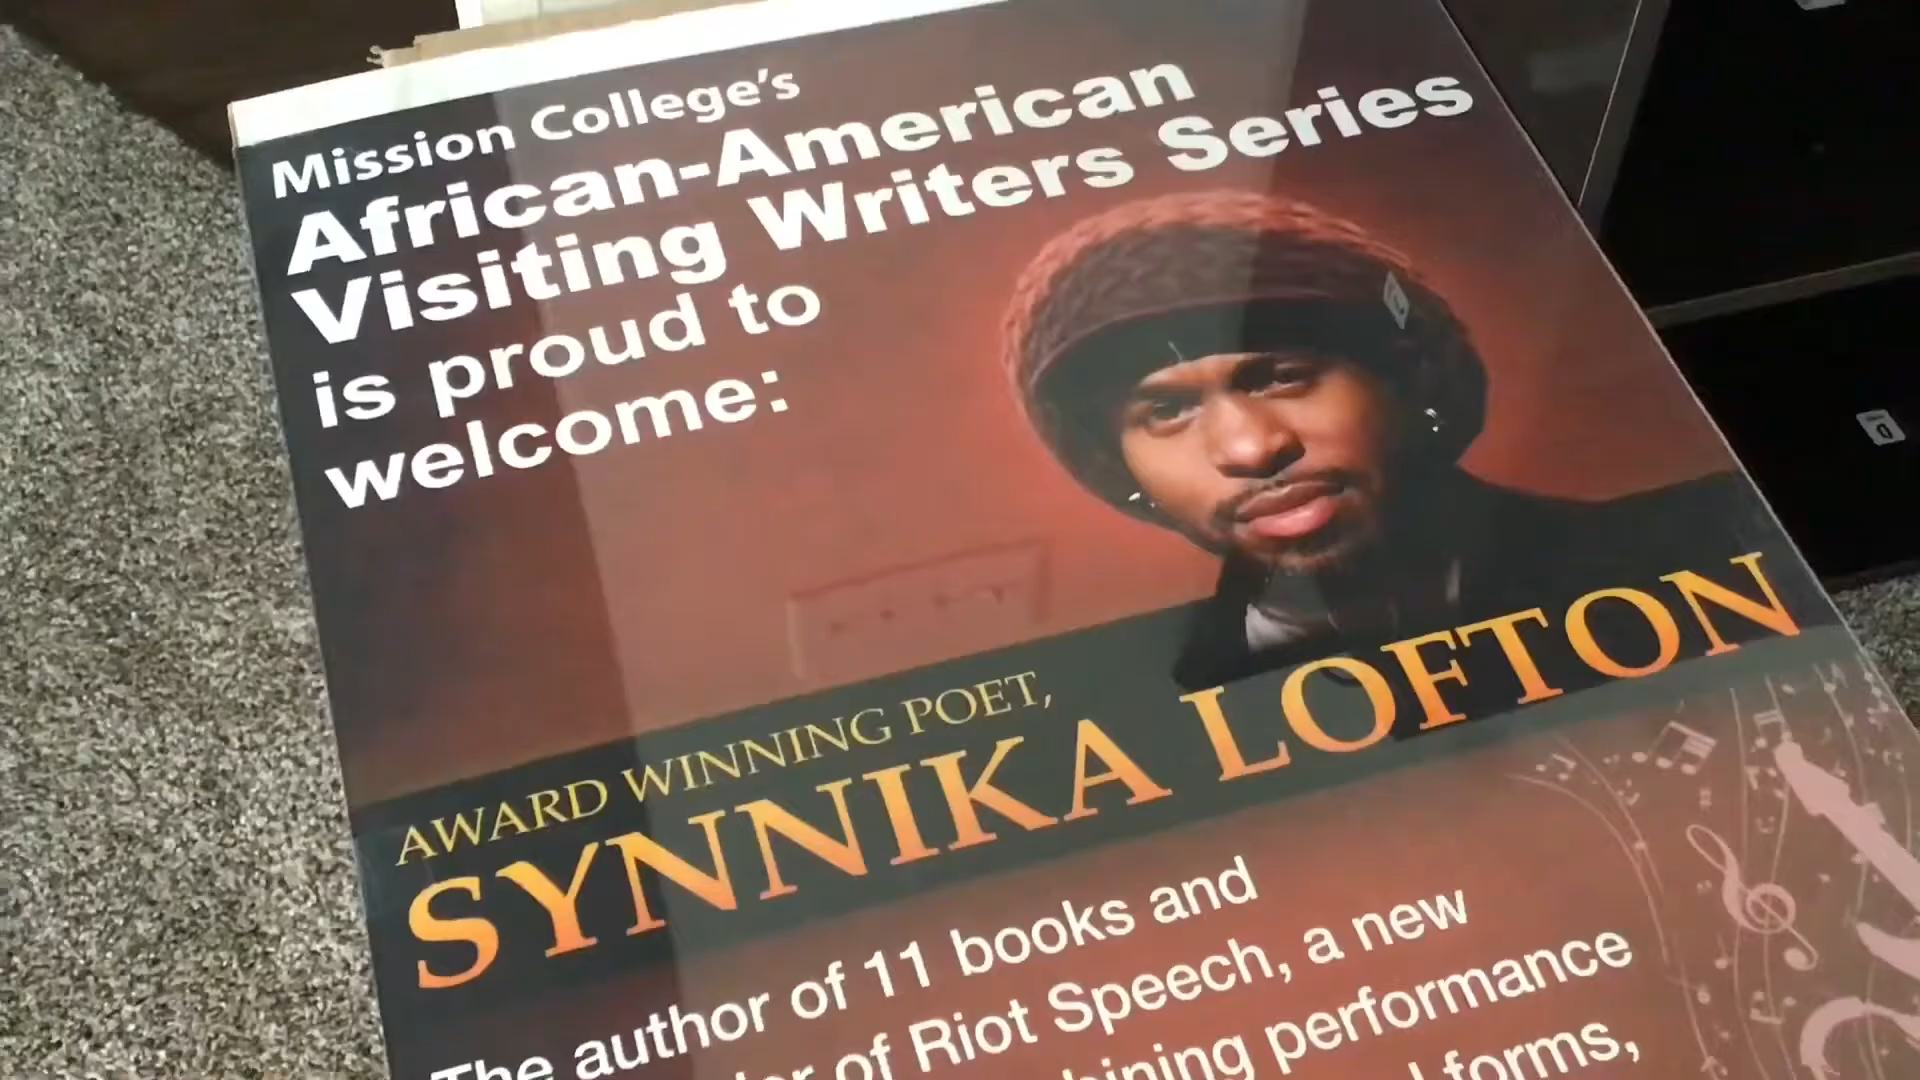 Mission College's
African-American
Visiting Writers Series
is proud to
welcome:
AWARD WINNING POET,
SYNNIKA LOFTON
The author of 11 books and
of Riot Speech, a new
performance
forms,